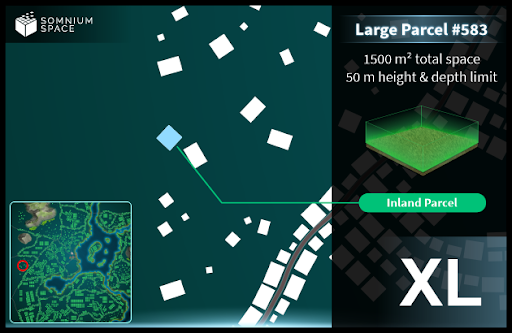 SOMNIUM
SPACE
Large Parcel #583
1500 m² total space
50 m height & depth limit
Inland Parcel
XL